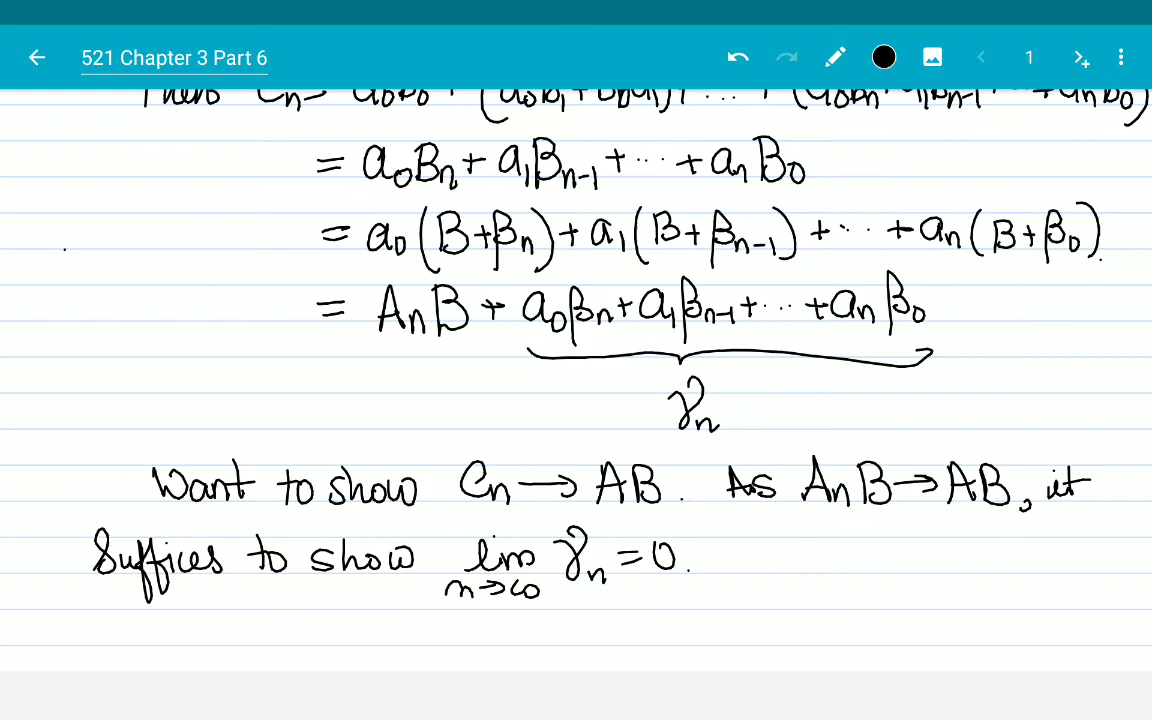 521 Chapter 3 Part 6
1
= a₀Bₙ + a₁Bₙ₋₁ + ... + aₙB₀
= a₀(B+βₙ) + a₁(B+βₙ₋₁) + ... + aₙ(B+β₀).
= AₙB + a₀βₙ + a₁βₙ₋₁ + ... + aₙβ₀
γₙ
Want to show Cₙ → AB. As AₙB → AB, it
Suffices to show lim γₙ = 0.
n→∞